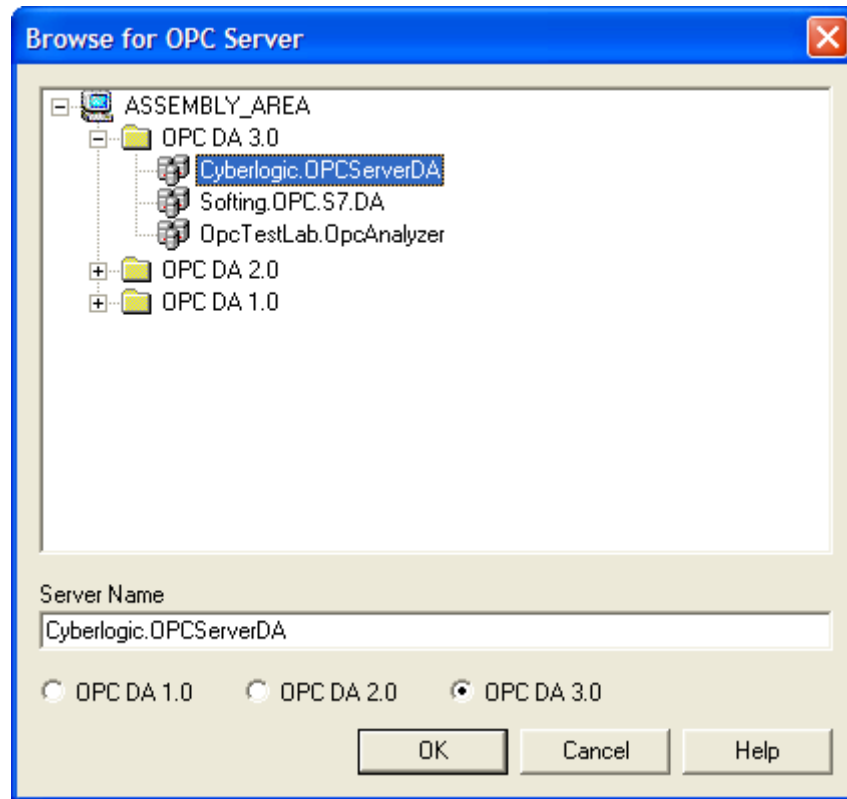 Browse for OPC Server
ASSEMBLY_AREA
OPC DA 3.0
Cyberlogic.OPCServerDA
Softing.OPC.S7.DA
OpcTestLab.OpcAnalyzer
OPC DA 2.0
OPC DA 1.0
Server Name
Cyberlogic.OPCServerDA
OPC DA 1.0 OPC DA 2.0 OPC DA 3.0
OK Cancel Help